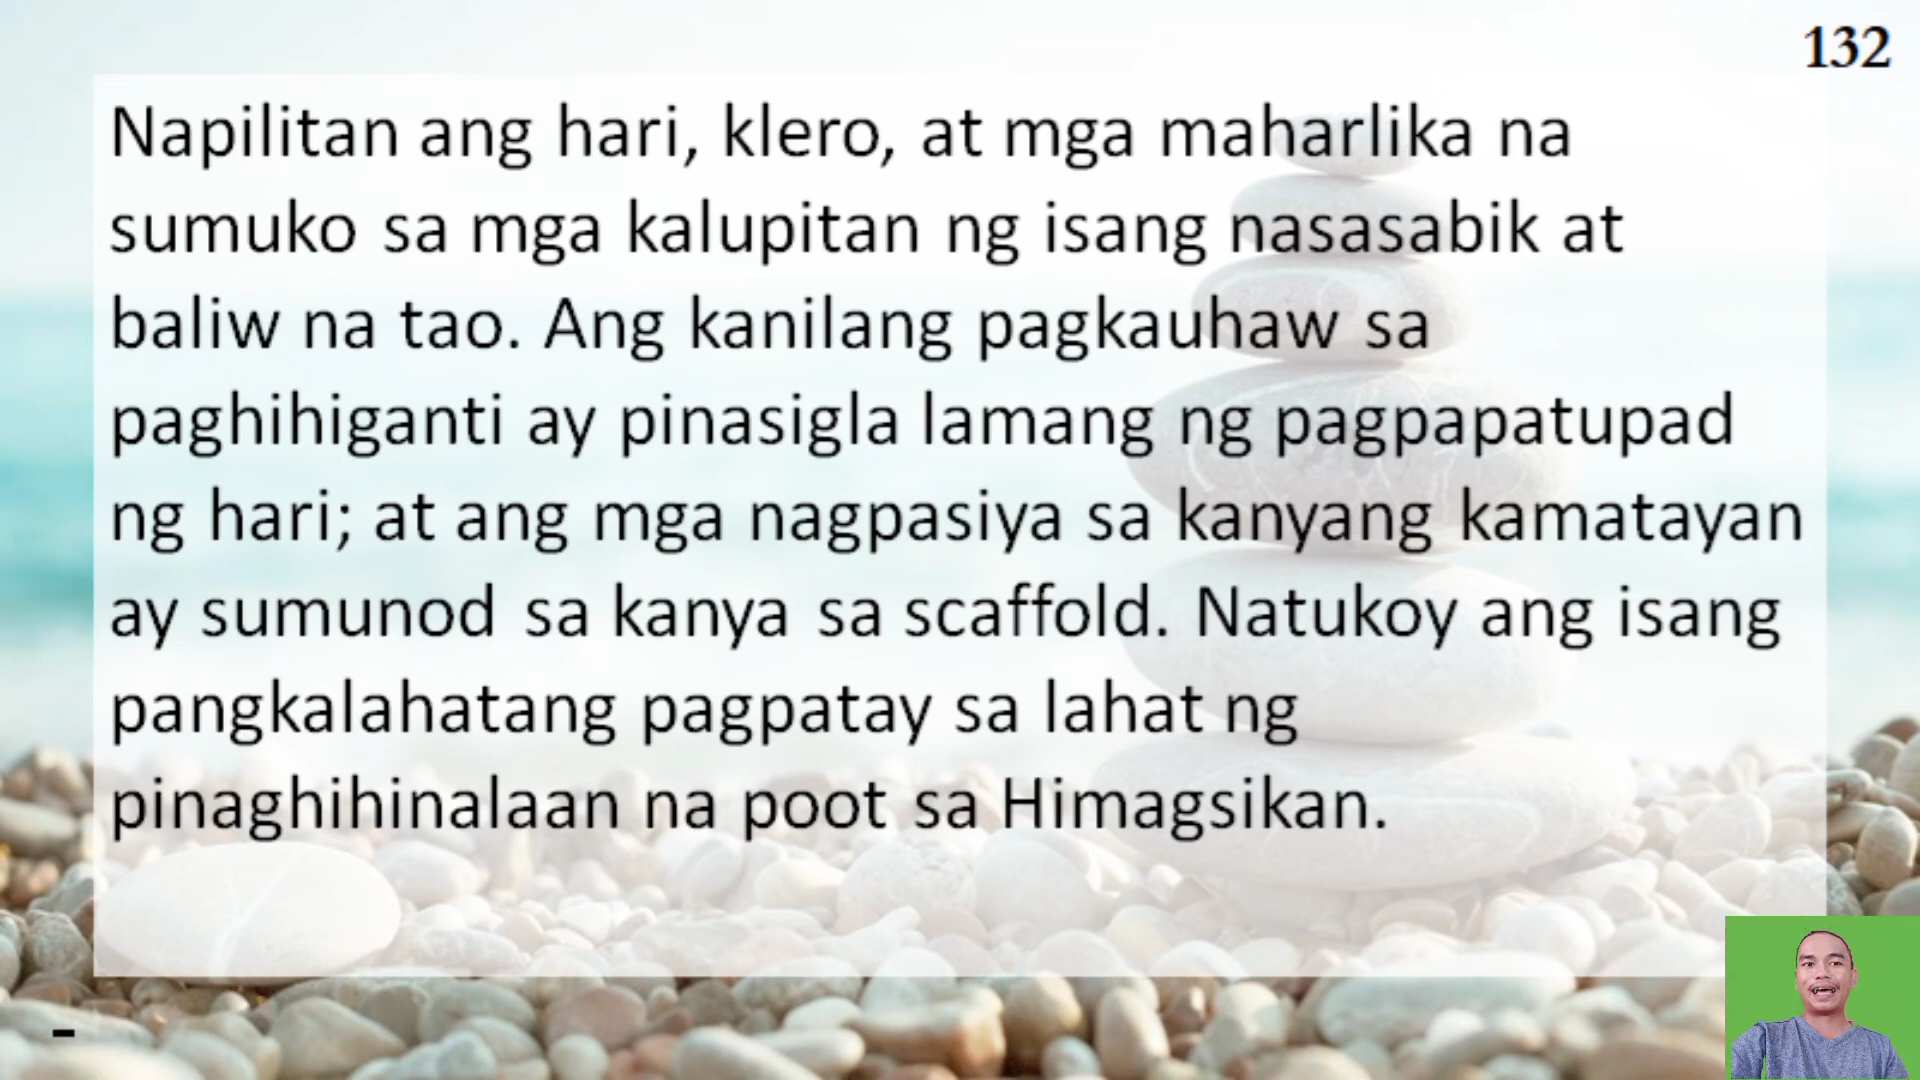 132
Napilitan ang hari, klero, at mga maharlika na
sumuko sa mga kalupitan ng isang nasasabik at
baliw na tao. Ang kanilang pagkauhaw sa
paghihiganti ay pinasigla lamang ng pagpapatupad
ng hari; at ang mga nagpasiya sa kanyang kamatayan
ay sumunod sa kanya sa scaffold. Natukoy ang isang
pangkalahatang pagpatay sa lahat ng
pinaghihinalaan na poot sa Himagsikan.
-